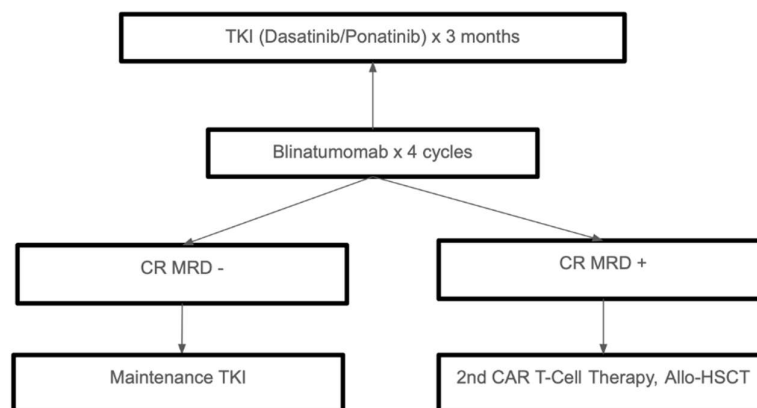 TKI (Dasatinib/Ponatinib) x 3 months
Blinatumomab x 4 cycles
CR MRD -
CR MRD +
Maintenance TKI
2nd CAR T-Cell Therapy, Allo-HSCT